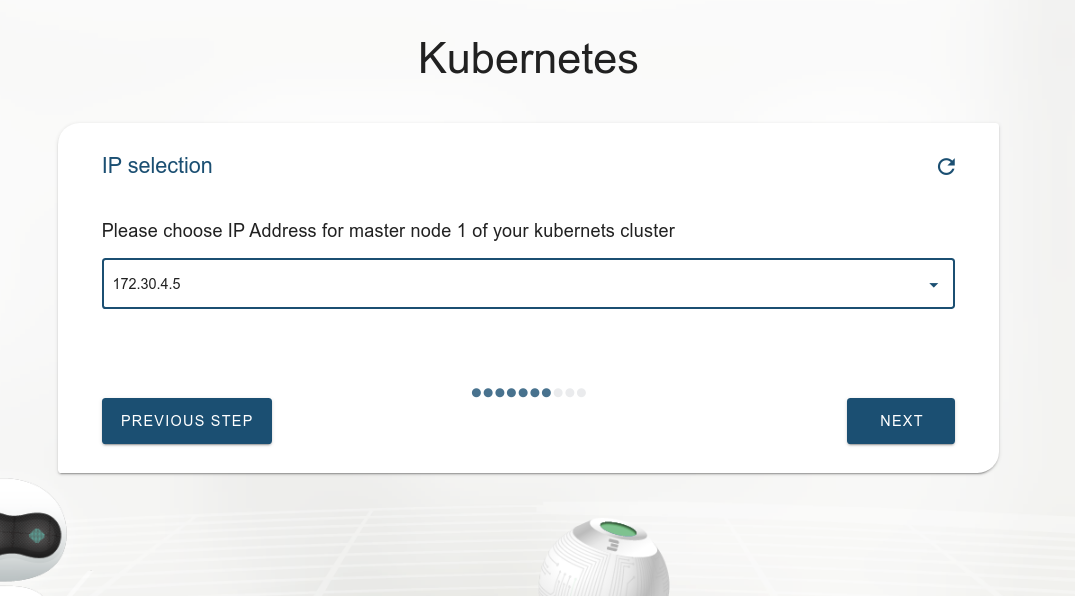 Kubernetes
IP selection
Please choose IP Address for master node 1 of your kubernets cluster
172.30.4.5
PREVIOUS STEP
NEXT